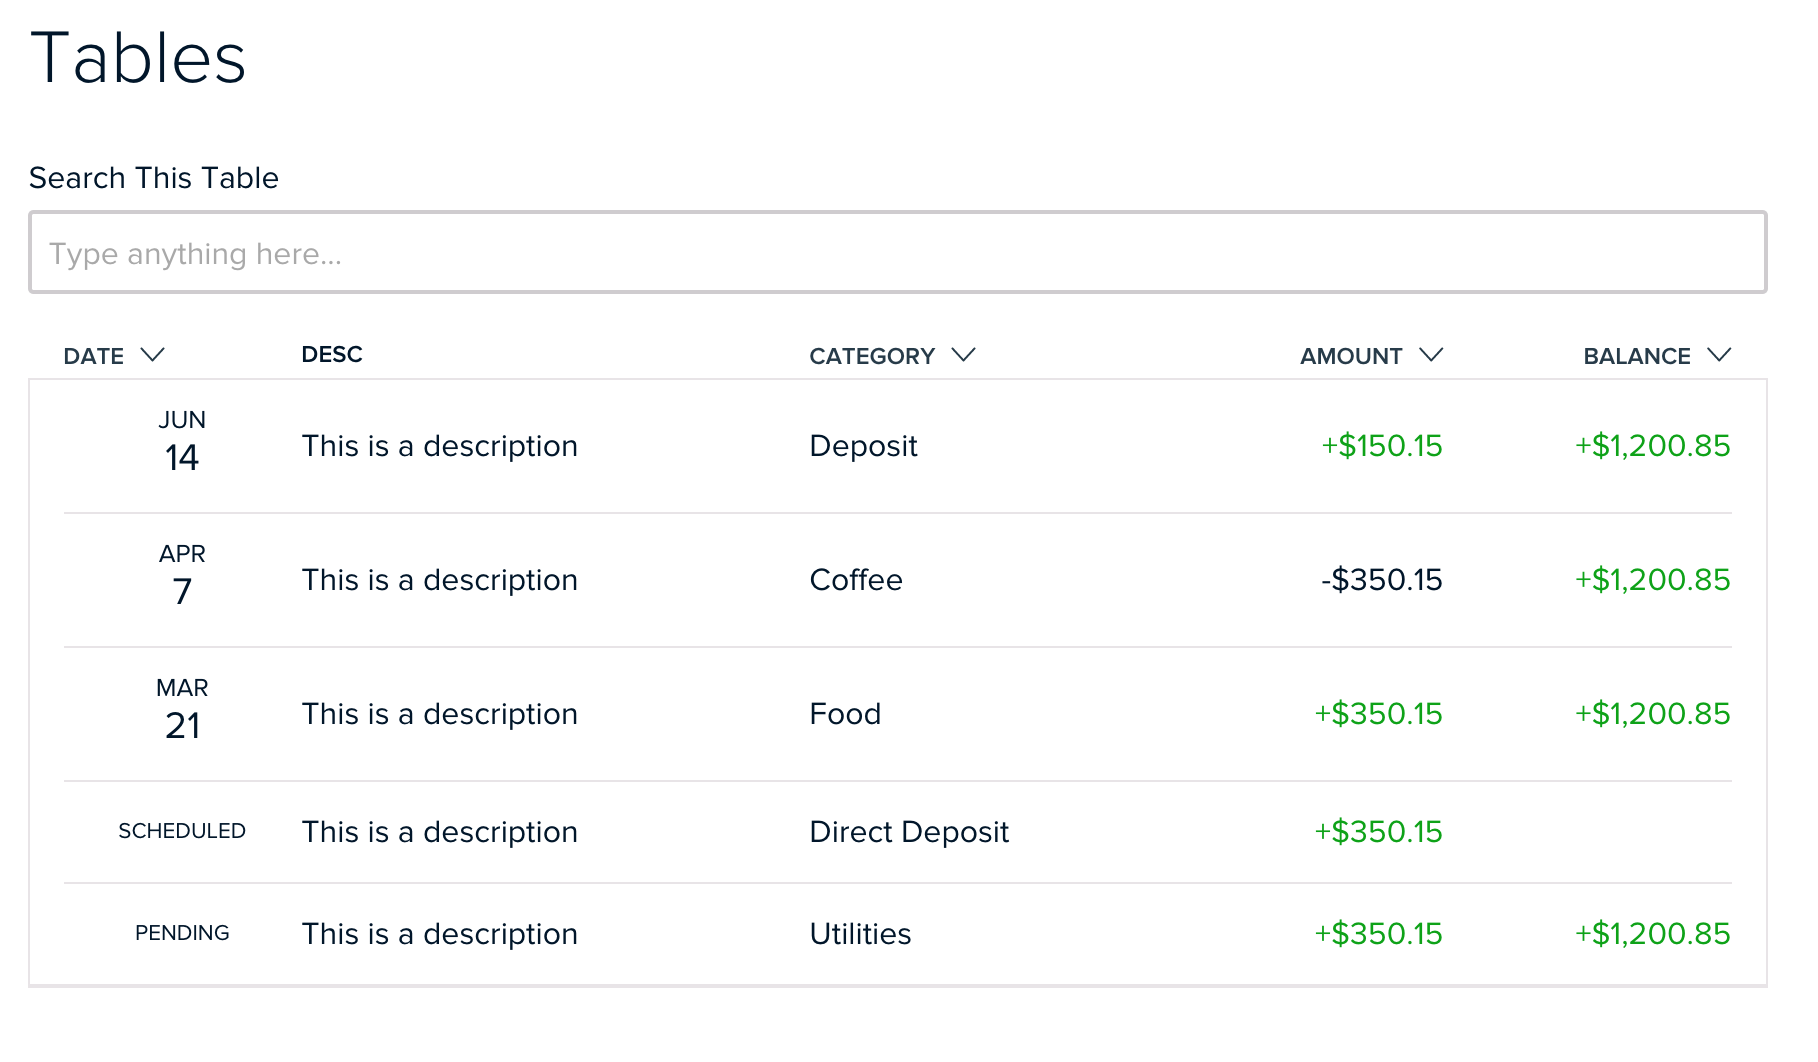 Tables
Search This Table
Type anything here...
DATE DESC CATEGORY AMOUNT BALANCE
JUN
14 This is a description Deposit +$150.15 +$1,200.85
APR
7 This is a description Coffee -$350.15 +$1,200.85
MAR
21 This is a description Food +$350.15 +$1,200.85
SCHEDULED This is a description Direct Deposit +$350.15
PENDING This is a description Utilities +$350.15 +$1,200.85